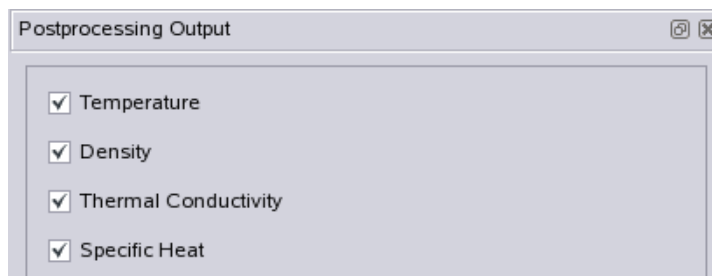 Postprocessing Output
Temperature
Density
Thermal Conductivity
Specific Heat